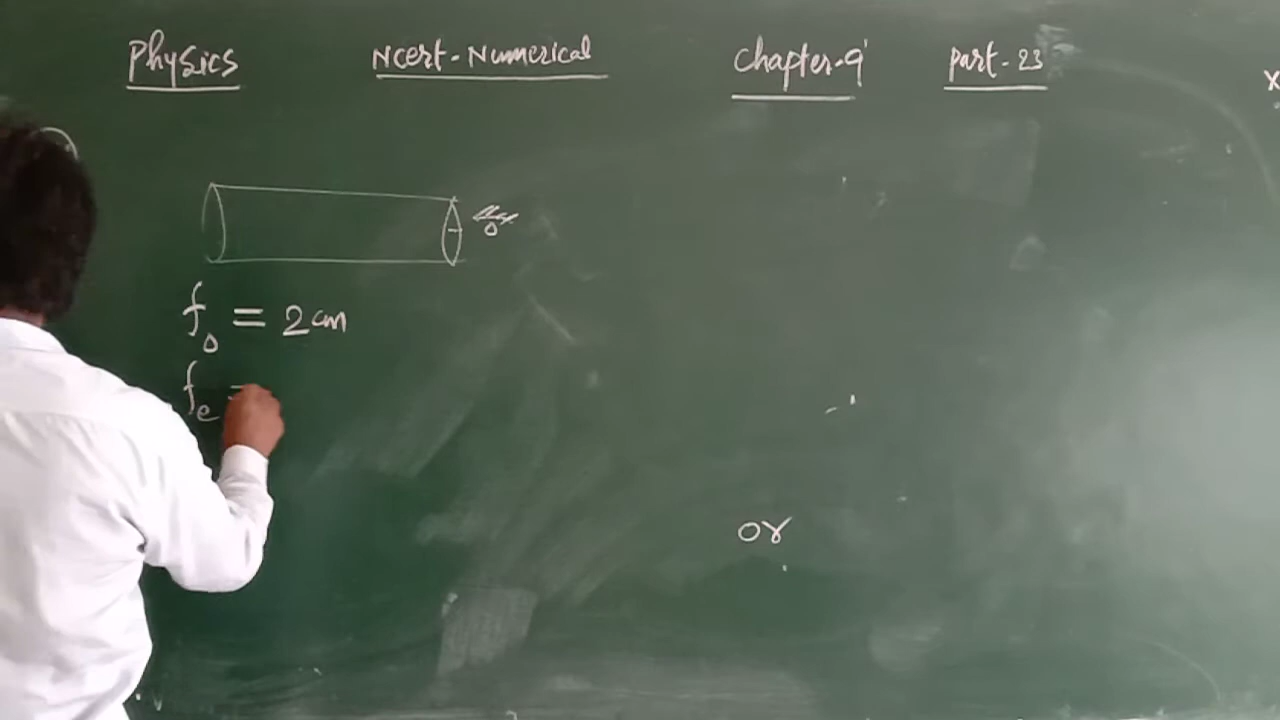 Physics Ncert-Numerical Chapter-9 Part-23
f₀ = 2cm
fₑ =
or